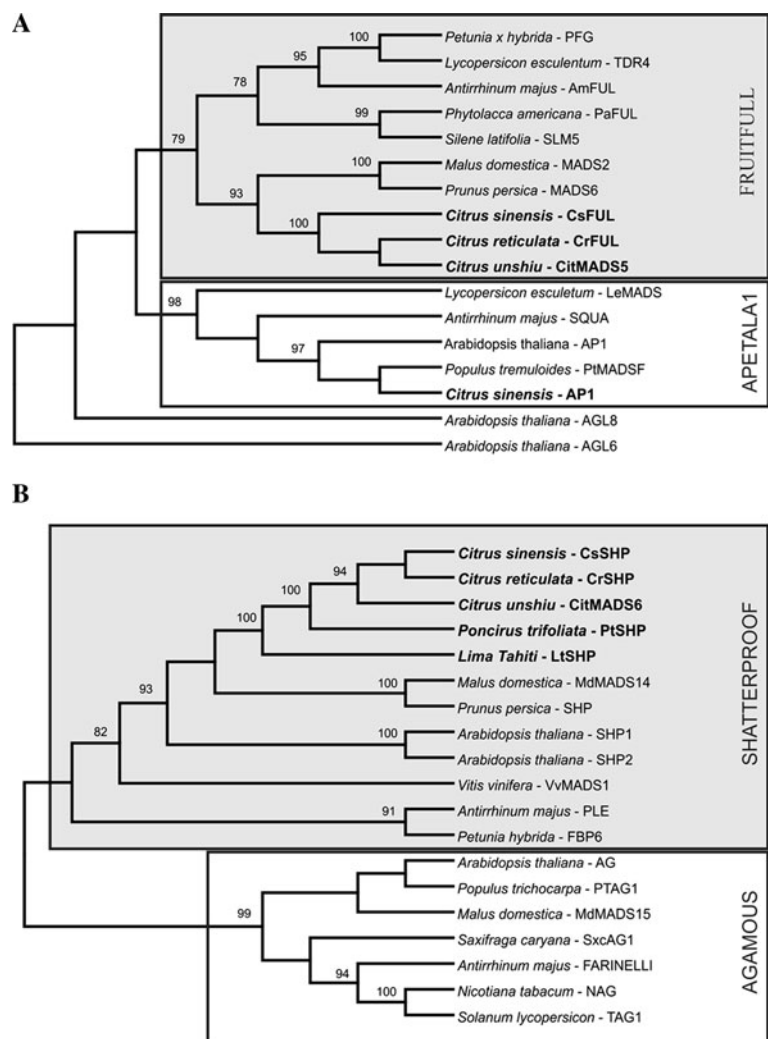 A
100
Petunia x hybrida - PFG
95
Lycopersicon esculentum - TDR4
78
Antirrhinum majus - AmFUL
99
Phytolacca americana - PaFUL
79
Silene latifolia - SLM5
100
Malus domestica - MADS2
93
Prunus persica - MADS6
100
Citrus sinensis - CsFUL
Citrus reticulata - CrFUL
Citrus unshiu - CitMADS5
FRUITFULL
98
Lycopersicon esculetum - LeMADS
Antirrhinum majus - SQUA
97
Arabidopsis thaliana - AP1
Populus tremuloides - PtMADSF
Citrus sinensis - AP1
APETALA1
Arabidopsis thaliana - AGL8
Arabidopsis thaliana - AGL6
B
Citrus sinensis - CsSHP
94
Citrus reticulata - CrSHP
100
Citrus unshiu - CitMADS6
100
Poncirus trifoliata - PtSHP
Lima Tahiti - LtSHP
100
Malus domestica - MdMADS14
93
Prunus persica - SHP
100
Arabidopsis thaliana - SHP1
82
Arabidopsis thaliana - SHP2
Vitis vinifera - VvMADS1
91
Antirrhinum majus - PLE
Petunia hybrida - FBP6
SHATTERPROOF
Arabidopsis thaliana - AG
Populus trichocarpa - PTAG1
99
Malus domestica - MdMADS15
Saxifraga caryana - SxcAG1
94
Antirrhinum majus - FARINELLI
100
Nicotiana tabacum - NAG
Solanum lycopersicon - TAG1
AGAMOUS